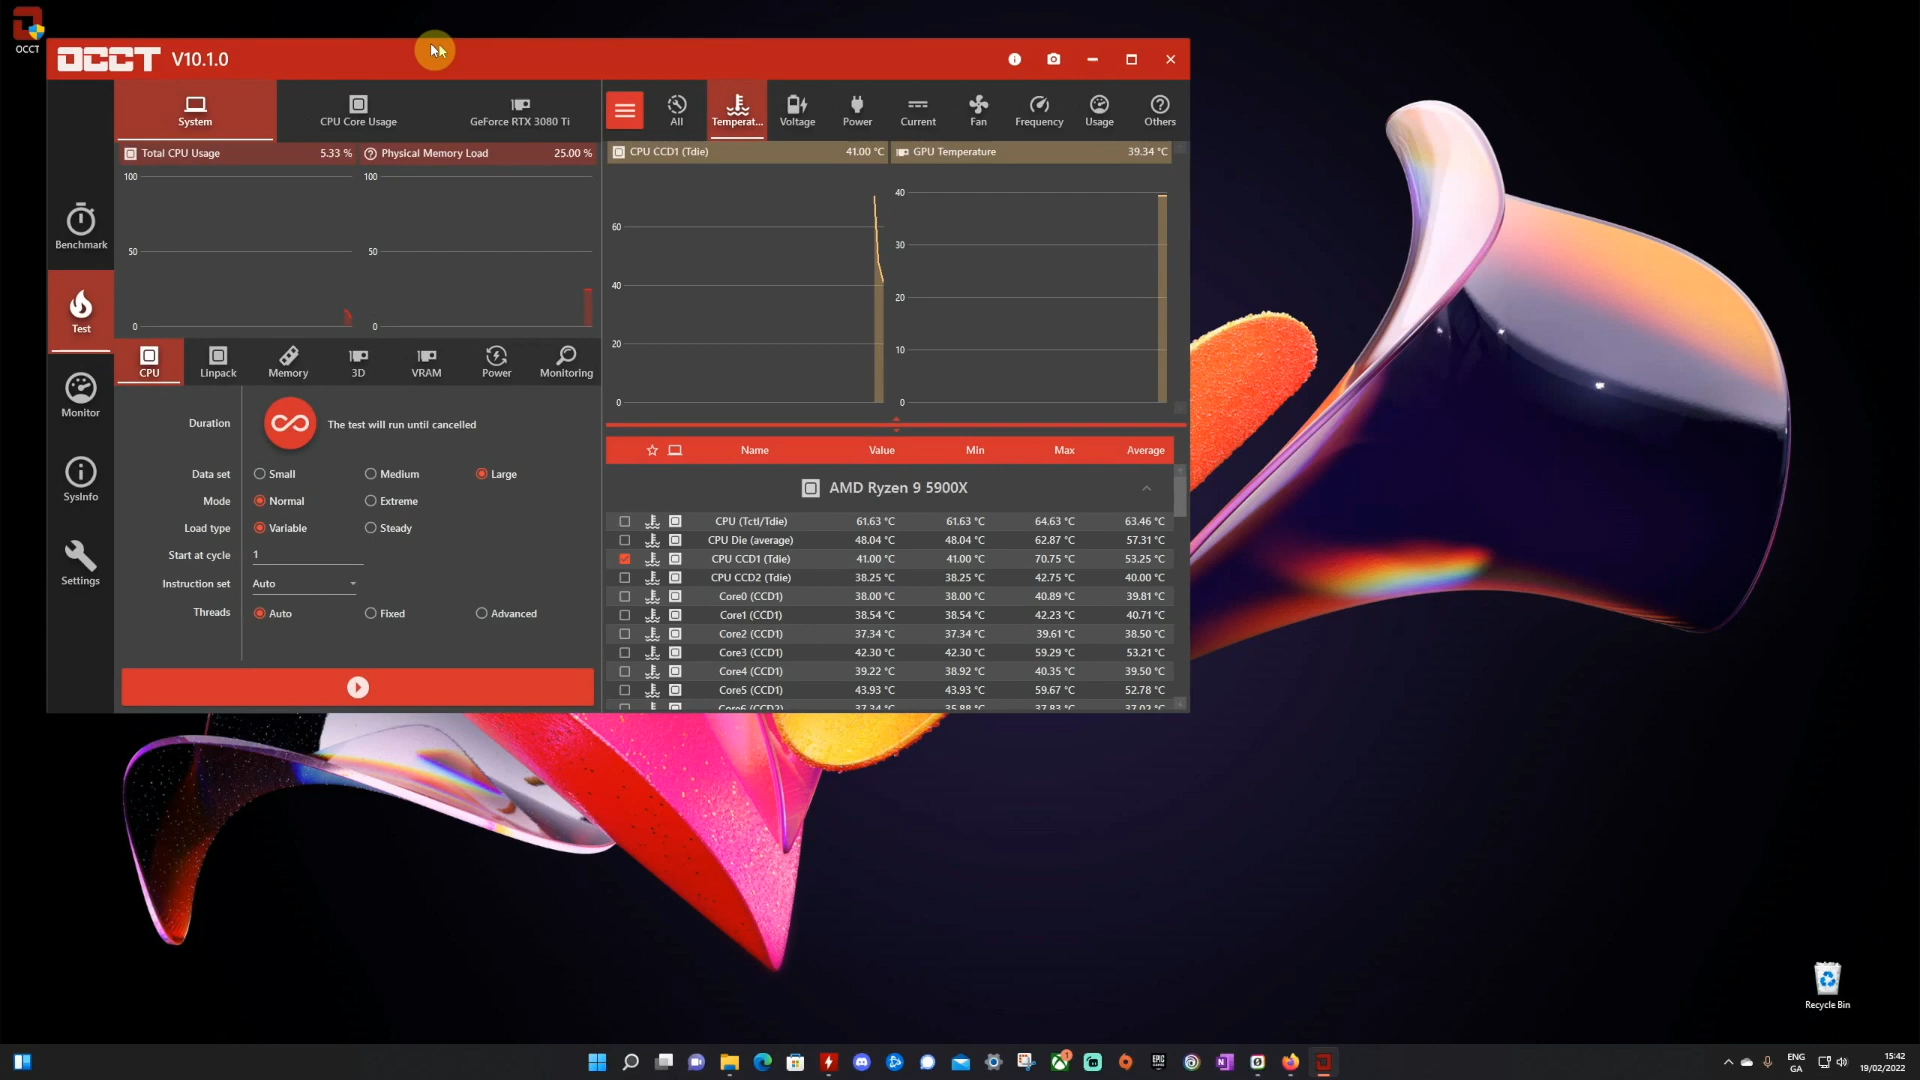 OCCT
OCCT V10.1.0
System
CPU Core Usage
GeForce RTX 3080 Ti
All
Temperat...
Voltage
Power
Current
Fan
Frequency
Usage
Others
Total CPU Usage 5.33 %
Physical Memory Load 25.00 %
CPU CCD1 (Tdie) 41.00 °C
GPU Temperature 39.34 °C
100
50
0
100
50
0
60
40
20
0
40
30
20
10
0
Benchmark
Test
Monitor
SysInfo
Settings
CPU
Linpack
Memory
3D
VRAM
Power
Monitoring
Duration The test will run until cancelled
Data set Small Medium Large
Mode Normal Extreme
Load type Variable Steady
Start at cycle 1
Instruction set Auto
Threads Auto Fixed Advanced
Name Value Min Max Average
AMD Ryzen 9 5900X
CPU (Tctl/Tdie) 61.63 °C 61.63 °C 64.63 °C 63.46 °C
CPU Die (average) 48.04 °C 48.04 °C 62.87 °C 57.31 °C
CPU CCD1 (Tdie) 41.00 °C 41.00 °C 70.75 °C 53.25 °C
CPU CCD2 (Tdie) 38.25 °C 38.25 °C 42.75 °C 40.00 °C
Core0 (CCD1) 38.00 °C 38.00 °C 40.89 °C 39.81 °C
Core1 (CCD1) 38.54 °C 38.54 °C 42.23 °C 40.71 °C
Core2 (CCD1) 37.34 °C 37.34 °C 39.61 °C 38.50 °C
Core3 (CCD1) 42.30 °C 42.30 °C 59.29 °C 53.21 °C
Core4 (CCD1) 39.22 °C 38.92 °C 40.35 °C 39.50 °C
Core5 (CCD1) 43.93 °C 43.93 °C 59.67 °C 52.78 °C
Core6 (CCD2) 37.34 °C 35.88 °C 37.83 °C 37.02 °C
Recycle Bin
EPIC
ENG
GA
15:42
19/02/2022